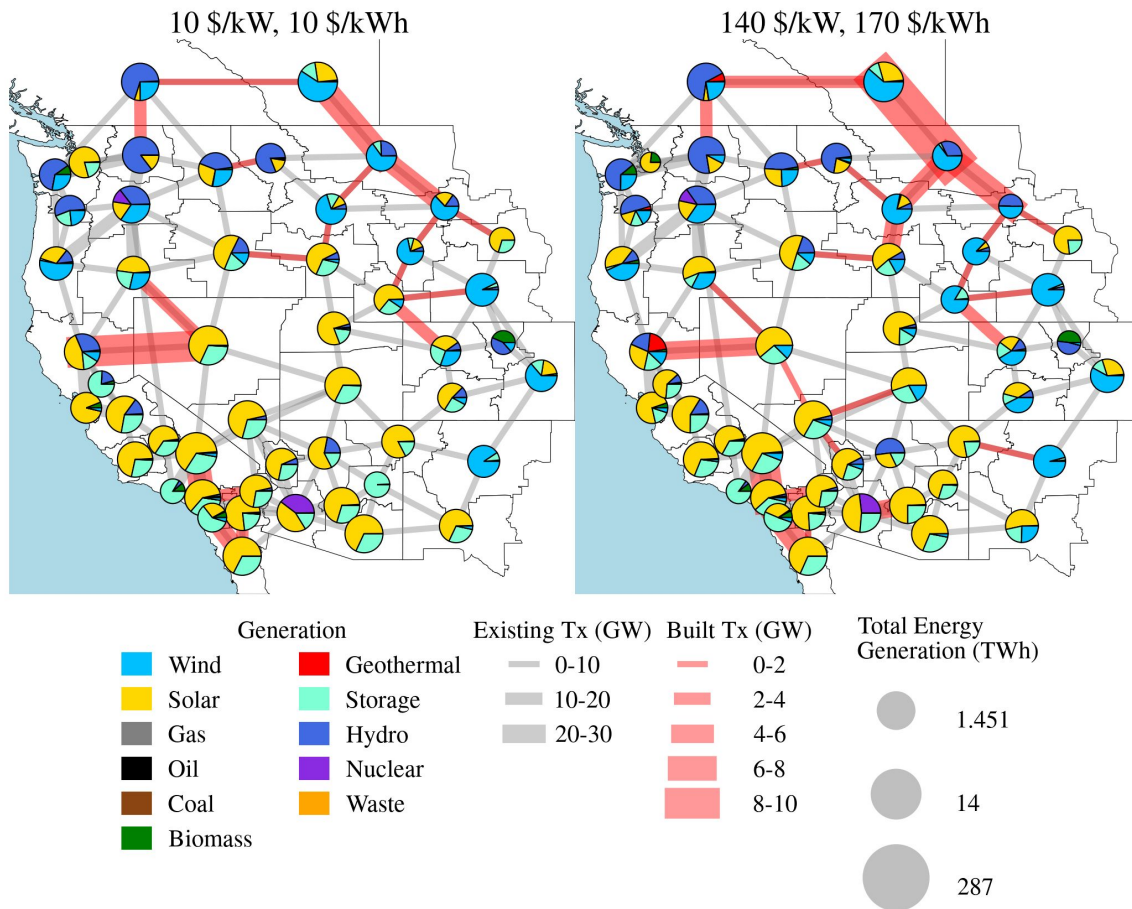 10 $/kW, 10 $/kWh
140 $/kW, 170 $/kWh
Generation
Wind
Solar
Gas
Oil
Coal
Biomass
Geothermal
Storage
Hydro
Nuclear
Waste
Existing Tx (GW)
0-10
10-20
20-30
Built Tx (GW)
0-2
2-4
4-6
6-8
8-10
Total Energy
Generation (TWh)
1.451
14
287